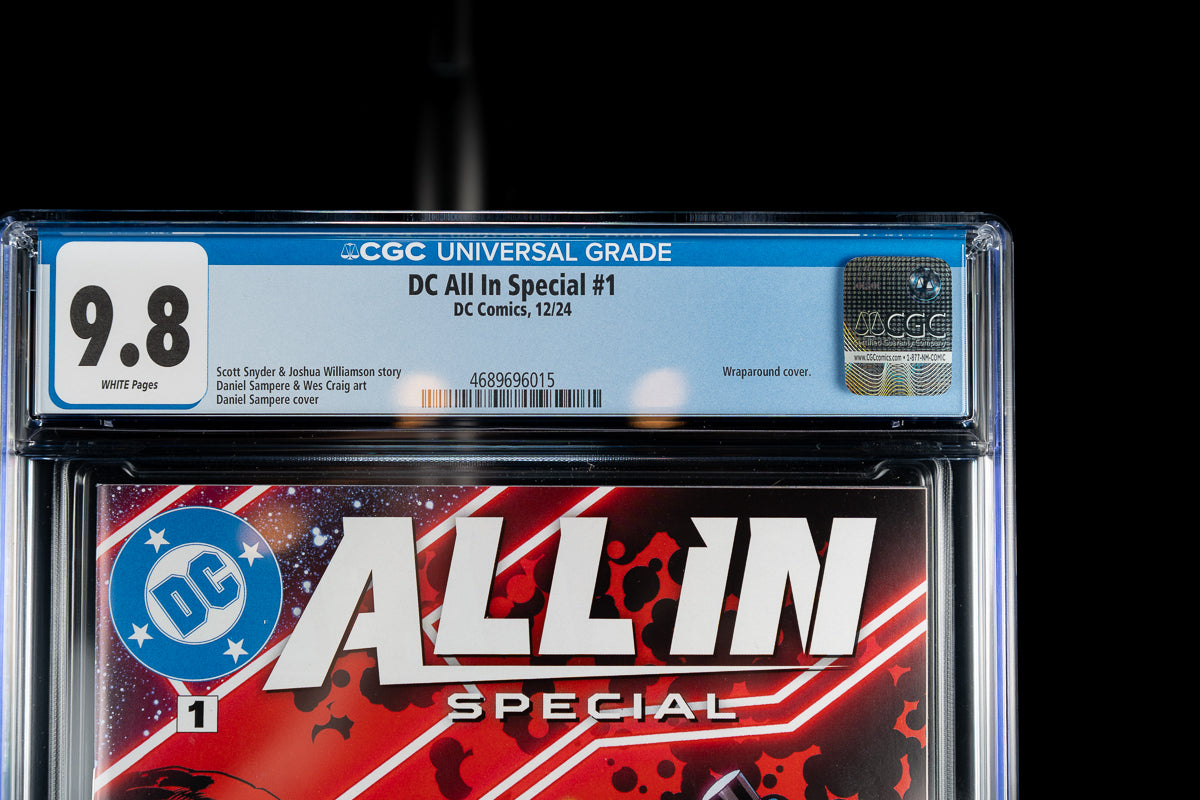 CGC UNIVERSAL GRADE
9.8
WHITE Pages
DC All In Special #1
DC Comics, 12/24
Scott Snyder & Joshua Williamson story
Daniel Sampere & Wes Craig art
Daniel Sampere cover
4689696015
Wraparound cover.
CGC
www.CGCcomics.com • 1-877-NM-COMIC
DC
ALL IN
SPECIAL
1